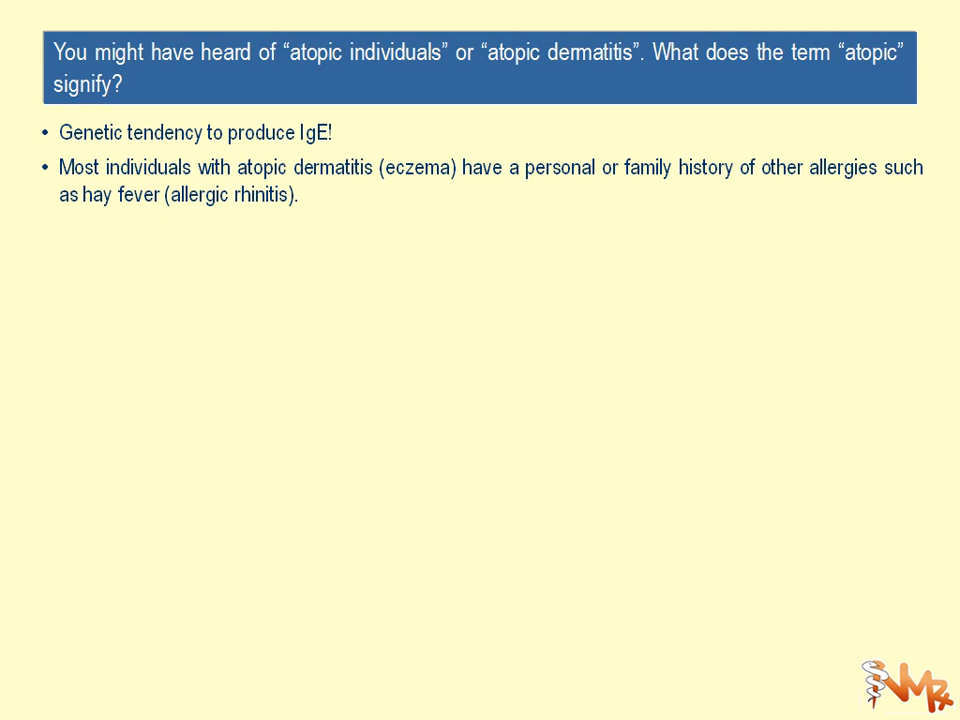 You might have heard of “atopic individuals” or “atopic dermatitis”. What does the term “atopic”
signify?
• Genetic tendency to produce IgE!
• Most individuals with atopic dermatitis (eczema) have a personal or family history of other allergies such
as hay fever (allergic rhinitis).
VMRx